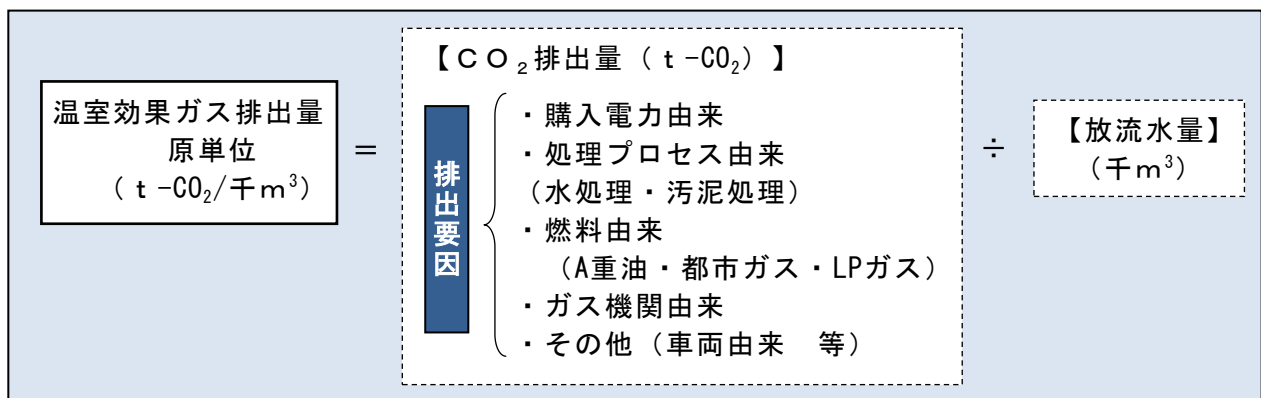 温室効果ガス排出量
原単位
(t-CO₂/千m³)
=
【CO₂排出量(t-CO₂)】
排出要因
・購入電力由来
・処理プロセス由来
(水処理・汚泥処理)
・燃料由来
(A重油・都市ガス・LPガス)
・ガス機関由来
・その他(車両由来 等)
÷
【放流水量】
(千m³)